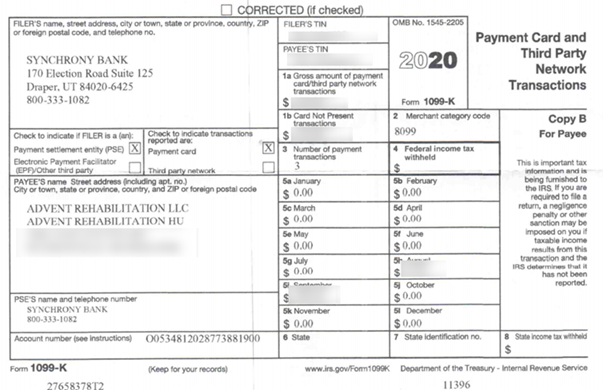 CORRECTED (if checked)
FILER'S name, street address, city or town, state or province, country, ZIP
or foreign postal code, and telephone no.
SYNCHRONY BANK
170 Election Road Suite 125
Draper, UT 84020-6425
800-333-1082
FILER'S TIN
PAYEE'S TIN
1a Gross amount of payment
card/third party network
transactions
$
OMB No. 1545-2205
2020
Form 1099-K
Payment Card and
Third Party
Network
Transactions
1b Card Not Present
transactions
$
2 Merchant category code
8099
Copy B
For Payee
Check to indicate if FILER is a (an):
Payment settlement entity (PSE) X
Electronic Payment Facilitator
(EPF)/Other third party
Check to indicate transactions
reported are:
Payment card X
Third party network
3 Number of payment
transactions
3
4 Federal income tax
withheld
$
This is important tax
information and is
being furnished to
the IRS. If you are
required to file a
return, a negligence
penalty or other
sanction may be
imposed on you if
taxable income
results from this
transaction and the
IRS determines that it
has not been
reported.
PAYEE'S name Street address (including apt. no.)
City or town, state or province, country, and ZIP or foreign postal code
ADVENT REHABILITATION LLC
ADVENT REHABILITATION HU
5a January
$ 0.00
5b February
$ 0.00
5c March
$ 0.00
5d April
$ 0.00
5e May
$ 0.00
5f June
$ 0.00
5g July
$ 0.00
5h August
5i September
$
5j October
$ 0.00
5k November
$ 0.00
5l December
$ 0.00
PSE'S name and telephone number
SYNCHRONY BANK
800-333-1082
Account number (see instructions) O0534812028773881900
6 State
7 State identification no.
8 State income tax withheld
$
Form 1099-K (Keep for your records) www.irs.gov/Form1099K Department of the Treasury - Internal Revenue Service
27658378T2 11396